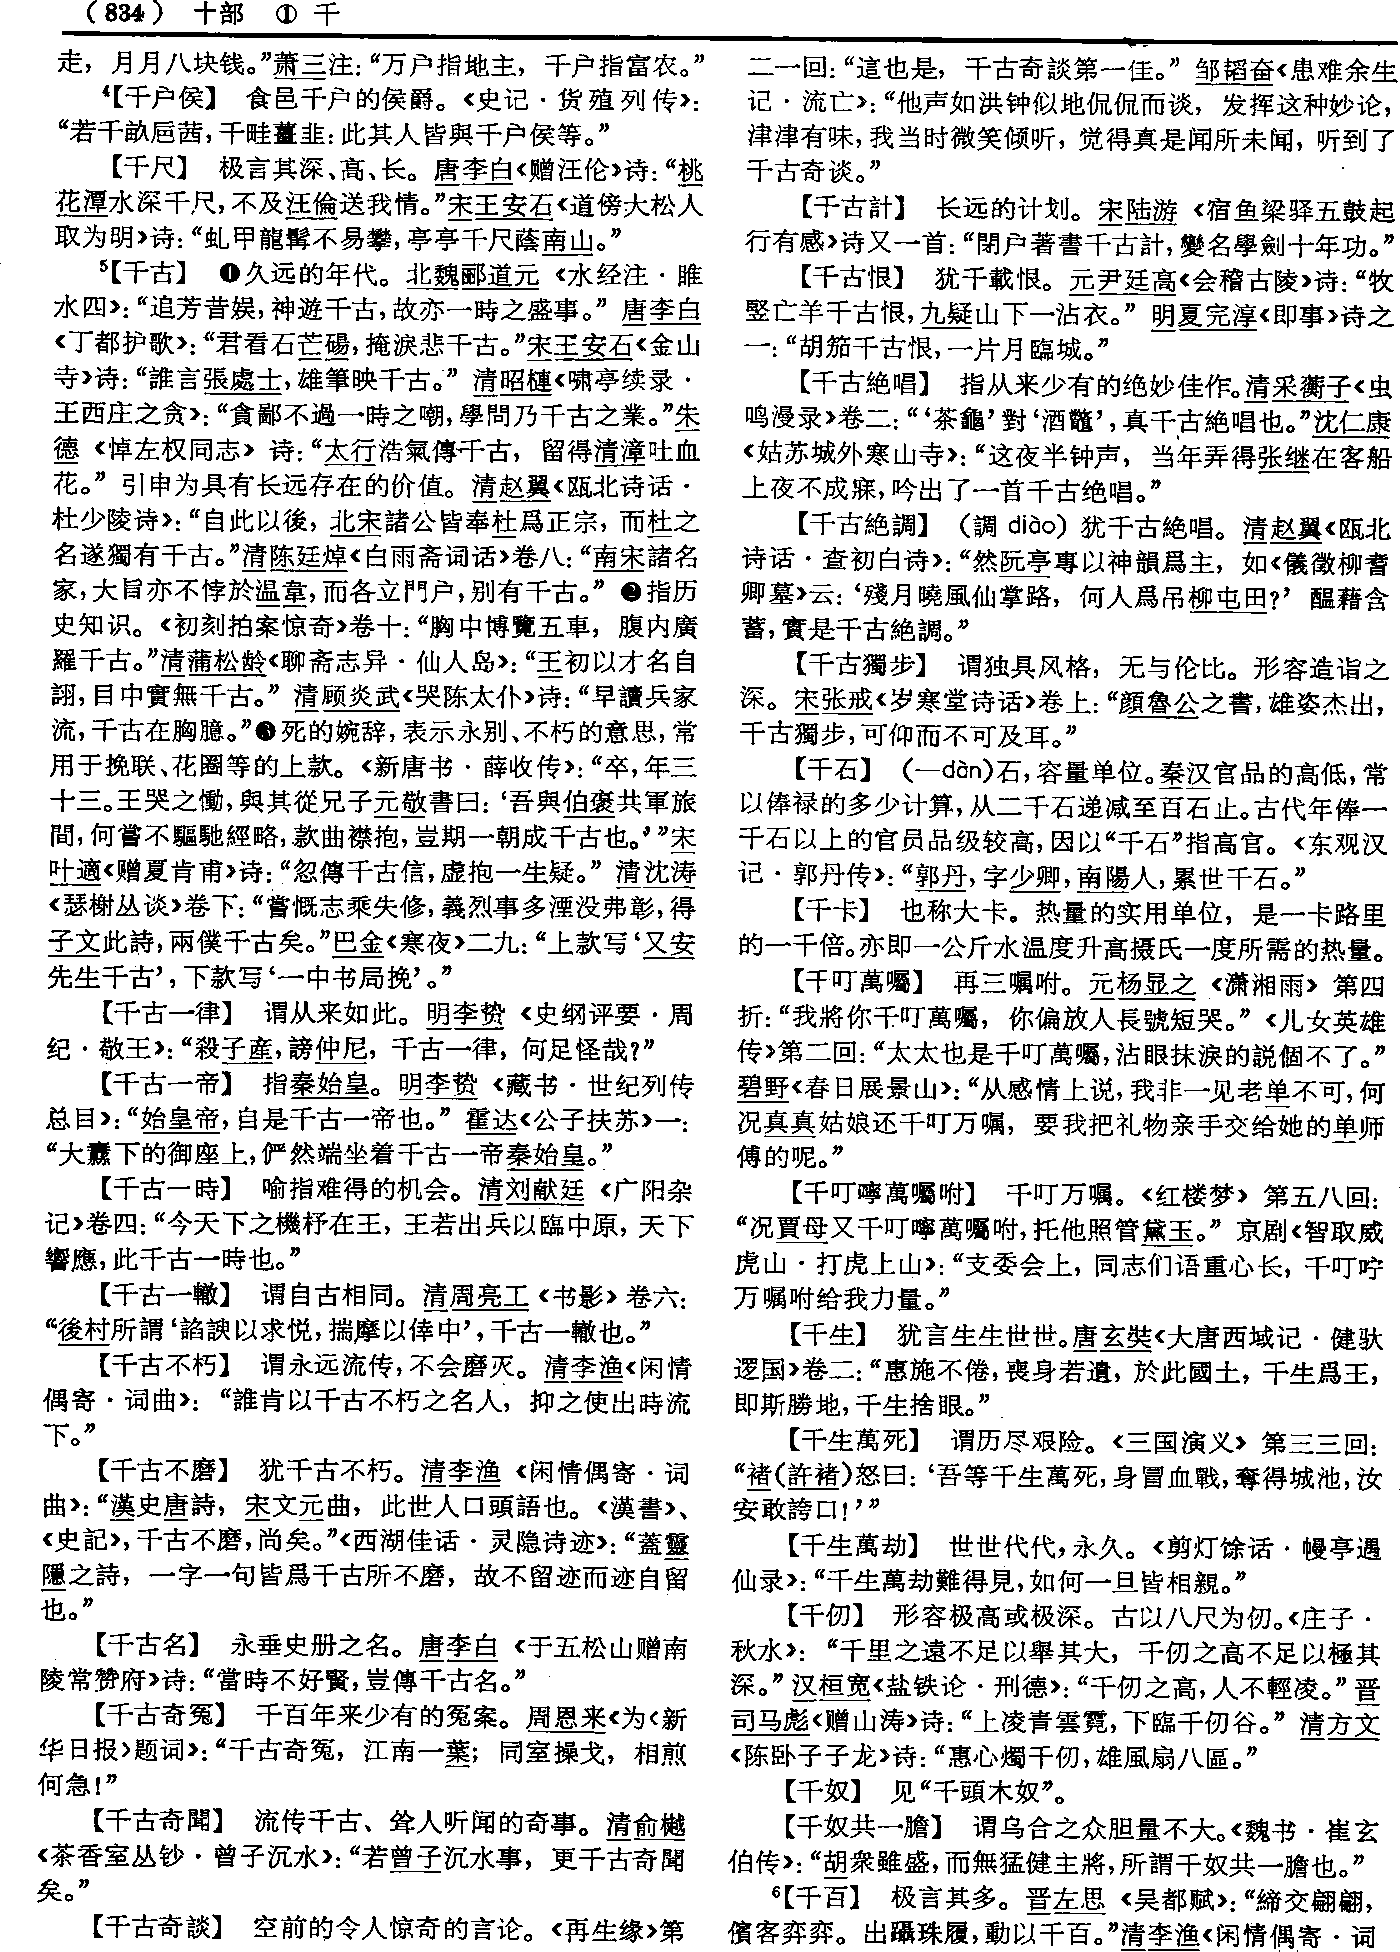 (834) 十部 ① 千
走，月月八块钱。”萧三注：“万户指地主，千户指富农。”
⁴【千户侯】 食邑千户的侯爵。《史记·货殖列传》：
“若千畝巵茜，千畦薑韭：此其人皆與千户侯等。”
【千尺】 极言其深、高、长。唐李白《赠汪伦》诗：“桃
花潭水深千尺，不及汪倫送我情。”宋王安石《道傍大松人
取为明》诗：“虬甲龍髯不易攀，亭亭千尺蔭南山。”
⁵【千古】 ❶久远的年代。北魏郦道元《水经注·睢
水四》：“追芳昔娱，神遊千古，故亦一時之盛事。”唐李白
《丁都护歌》：“君看石芒碭，掩淚悲千古。”宋王安石《金山
寺》诗：“誰言張處士，雄筆映千古。”清昭槤《啸亭续录·
王西庄之贪》：“貪鄙不過一時之嘲，學問乃千古之業。”朱
德《悼左权同志》诗：“太行浩氣傳千古，留得清漳吐血
花。”引申为具有长远存在的价值。清赵翼《瓯北诗话·
杜少陵诗》：“自此以後，北宋諸公皆奉杜爲正宗，而杜之
名遂獨有千古。”清陈廷焯《白雨斋词话》卷八：“南宋諸名
家，大旨亦不悖於温韋，而各立門户，别有千古。”❷指历
史知识。《初刻拍案惊奇》卷十：“胸中博覽五車，腹内廣
羅千古。”清蒲松龄《聊斋志异·仙人岛》：“王初以才名自
詡，目中實無千古。”清顾炎武《哭陈太仆》诗：“早讀兵家
流，千古在胸臆。”❸死的婉辞，表示永别、不朽的意思，常
用于挽联、花圈等的上款。《新唐书·薛收传》：“卒，年三
十三。王哭之慟，與其從兄子元敬書曰：‘吾與伯褒共軍旅
間，何嘗不驅馳經略，款曲襟抱，豈期一朝成千古也。’”宋
叶適《赠夏肯甫》诗：“忽傳千古信，虚抱一生疑。”清沈涛
《瑟榭丛谈》卷下：“嘗慨志乘失修，義烈事多湮没弗彰，得
子文此詩，兩僕千古矣。”巴金《寒夜》二九：“上款写‘又安
先生千古’，下款写‘一中书局挽’。”
【千古一律】 谓从来如此。明李贽《史纲评要·周
纪·敬王》：“殺子産，謗仲尼，千古一律，何足怪哉？”
【千古一帝】 指秦始皇。明李贽《藏书·世纪列传
总目》：“始皇帝，自是千古一帝也。”霍达《公子扶苏》一：
“大纛下的御座上，俨然端坐着千古一帝秦始皇。”
【千古一時】 喻指难得的机会。清刘献廷《广阳杂
记》卷四：“今天下之機杼在王，王若出兵以臨中原，天下
響應，此千古一時也。”
【千古一轍】 谓自古相同。清周亮工《书影》卷六：
“後村所謂‘諂諛以求悦，揣摩以倖中’，千古一轍也。”
【千古不朽】 谓永远流传，不会磨灭。清李渔《闲情
偶寄·词曲》：“誰肯以千古不朽之名人，抑之使出時流
下。”
【千古不磨】 犹千古不朽。清李渔《闲情偶寄·词
曲》：“漢史唐詩，宋文元曲，此世人口頭語也。《漢書》、
《史記》，千古不磨，尚矣。”《西湖佳话·灵隐诗迹》：“蓋靈
隱之詩，一字一句皆爲千古所不磨，故不留迹而迹自留
也。”
【千古名】 永垂史册之名。唐李白《于五松山赠南
陵常赞府》诗：“當時不好賢，豈傳千古名。”
【千古奇冤】 千百年来少有的冤案。周恩来《为〈新
华日报〉题词》：“千古奇冤，江南一葉；同室操戈，相煎
何急！”
【千古奇聞】 流传千古、耸人听闻的奇事。清俞樾
《茶香室丛钞·曾子沉水》：“若曾子沉水事，更千古奇聞
矣。”
【千古奇談】 空前的令人惊奇的言论。《再生缘》第
二一回：“這也是，千古奇談第一佳。”邹韬奋《患难余生
记·流亡》：“他声如洪钟似地侃侃而谈，发挥这种妙论，
津津有味，我当时微笑倾听，觉得真是闻所未闻，听到了
千古奇谈。”
【千古計】 长远的计划。宋陆游《宿鱼梁驿五鼓起
行有感》诗又一首：“閉户著書千古計，變名學劍十年功。”
【千古恨】 犹千載恨。元尹廷高《会稽古陵》诗：“牧
竪亡羊千古恨，九疑山下一沾衣。”明夏完淳《即事》诗之
一：“胡笳千古恨，一片月臨城。”
【千古絶唱】 指从来少有的绝妙佳作。清采蘅子《虫
鸣漫录》卷二：“‘茶龜’對‘酒鼈’，真千古絶唱也。”沈仁康
《姑苏城外寒山寺》：“这夜半钟声，当年弄得张继在客船
上夜不成寐，吟出了一首千古绝唱。”
【千古絶調】 （調 diào）犹千古絶唱。清赵翼《瓯北
诗话·查初白诗》：“然阮亭專以神韻爲主，如《儀徵柳耆
卿墓》云：‘殘月曉風仙掌路，何人爲吊柳屯田？’醖藉含
蓄，實是千古絶調。”
【千古獨步】 谓独具风格，无与伦比。形容造诣之
深。宋张戒《岁寒堂诗话》卷上：“顔魯公之書，雄姿杰出，
千古獨步，可仰而不可及耳。”
【千石】 （—dàn）石，容量单位。秦汉官品的高低，常
以俸禄的多少计算，从二千石递减至百石止。古代年俸一
千石以上的官员品级较高，因以“千石”指高官。《东观汉
记·郭丹传》：“郭丹，字少卿，南陽人，累世千石。”
【千卡】 也称大卡。热量的实用单位，是一卡路里
的一千倍。亦即一公斤水温度升高摄氏一度所需的热量。
【千叮萬囑】 再三嘱咐。元杨显之《潇湘雨》第四
折：“我將你千叮萬囑，你偏放人長號短哭。”《儿女英雄
传》第二回：“太太也是千叮萬囑，沾眼抹淚的説個不了。”
碧野《春日展景山》：“从感情上说，我非一见老单不可，何
况真真姑娘还千叮万嘱，要我把礼物亲手交给她的单师
傅的呢。”
【千叮嚀萬囑咐】 千叮万嘱。《红楼梦》第五八回：
“况賈母又千叮嚀萬囑咐，托他照管黛玉。”京剧《智取威
虎山·打虎上山》：“支委会上，同志们语重心长，千叮咛
万嘱咐给我力量。”
【千生】 犹言生生世世。唐玄奘《大唐西域记·健驮
逻国》卷二：“惠施不倦，喪身若遺，於此國土，千生爲王，
即斯勝地，千生捨眼。”
【千生萬死】 谓历尽艰险。《三国演义》第三三回：
“褚（許褚）怒曰：‘吾等千生萬死，身冒血戰，奪得城池，汝
安敢誇口！’”
【千生萬劫】 世世代代，永久。《剪灯馀话·幔亭遇
仙录》：“千生萬劫難得見，如何一旦皆相親。”
【千仞】 形容极高或极深。古以八尺为仞。《庄子·
秋水》：“千里之遠不足以舉其大，千仞之高不足以極其
深。”汉桓宽《盐铁论·刑德》：“千仞之高，人不輕凌。”晋
司马彪《赠山涛》诗：“上凌青雲霓，下臨千仞谷。”清方文
《陈卧子子龙》诗：“惠心燭千仞，雄風扇八區。”
【千奴】 见“千頭木奴”。
【千奴共一膽】 谓乌合之众胆量不大。《魏书·崔玄
伯传》：“胡衆雖盛，而無猛健主將，所謂千奴共一膽也。”
⁶【千百】 极言其多。晋左思《吴都赋》：“締交翩翩，
儐客弈弈。出躡珠履，動以千百。”清李渔《闲情偶寄·词